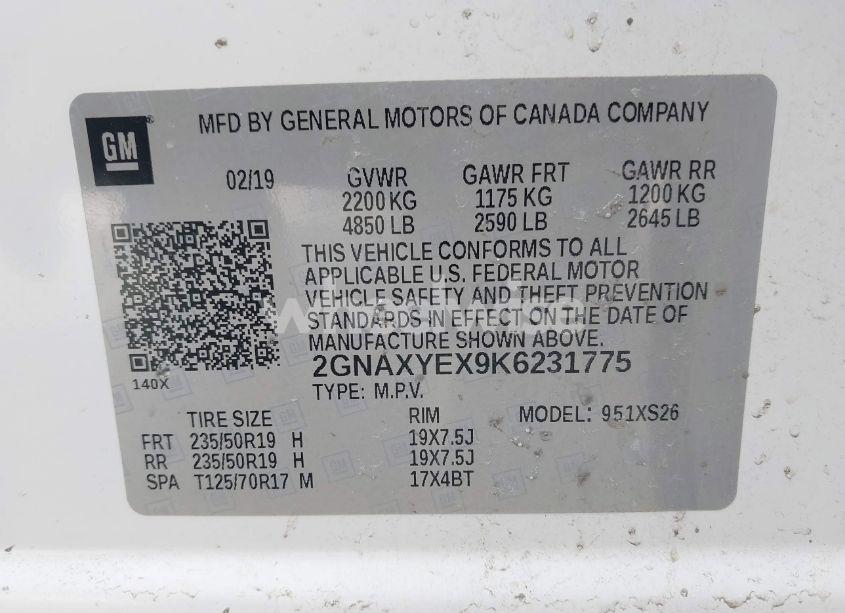 GM
MFD BY GENERAL MOTORS OF CANADA COMPANY
02/19 GVWR GAWR FRT GAWR RR
2200 KG 1175 KG 1200 KG
4850 LB 2590 LB 2645 LB
THIS VEHICLE CONFORMS TO ALL
APPLICABLE U.S. FEDERAL MOTOR
VEHICLE SAFETY AND THEFT PREVENTION
STANDARDS IN EFFECT ON THE DATE OF
MANUFACTURE SHOWN ABOVE.
2GNAXYEX9K6231775
140X
TYPE: M.P.V.
TIRE SIZE RIM MODEL: 951XS26
FRT 235/50R19 H 19X7.5J
RR 235/50R19 H 19X7.5J
SPA T125/70R17 M 17X4BT